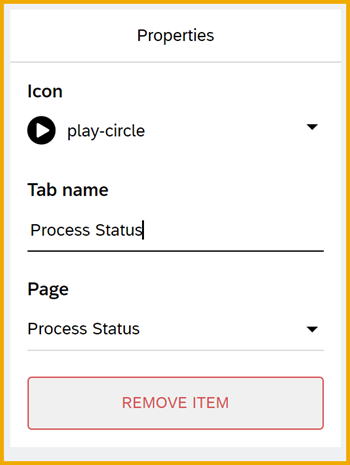 Properties
Icon
play-circle
Tab name
Process Status
Page
Process Status
REMOVE ITEM